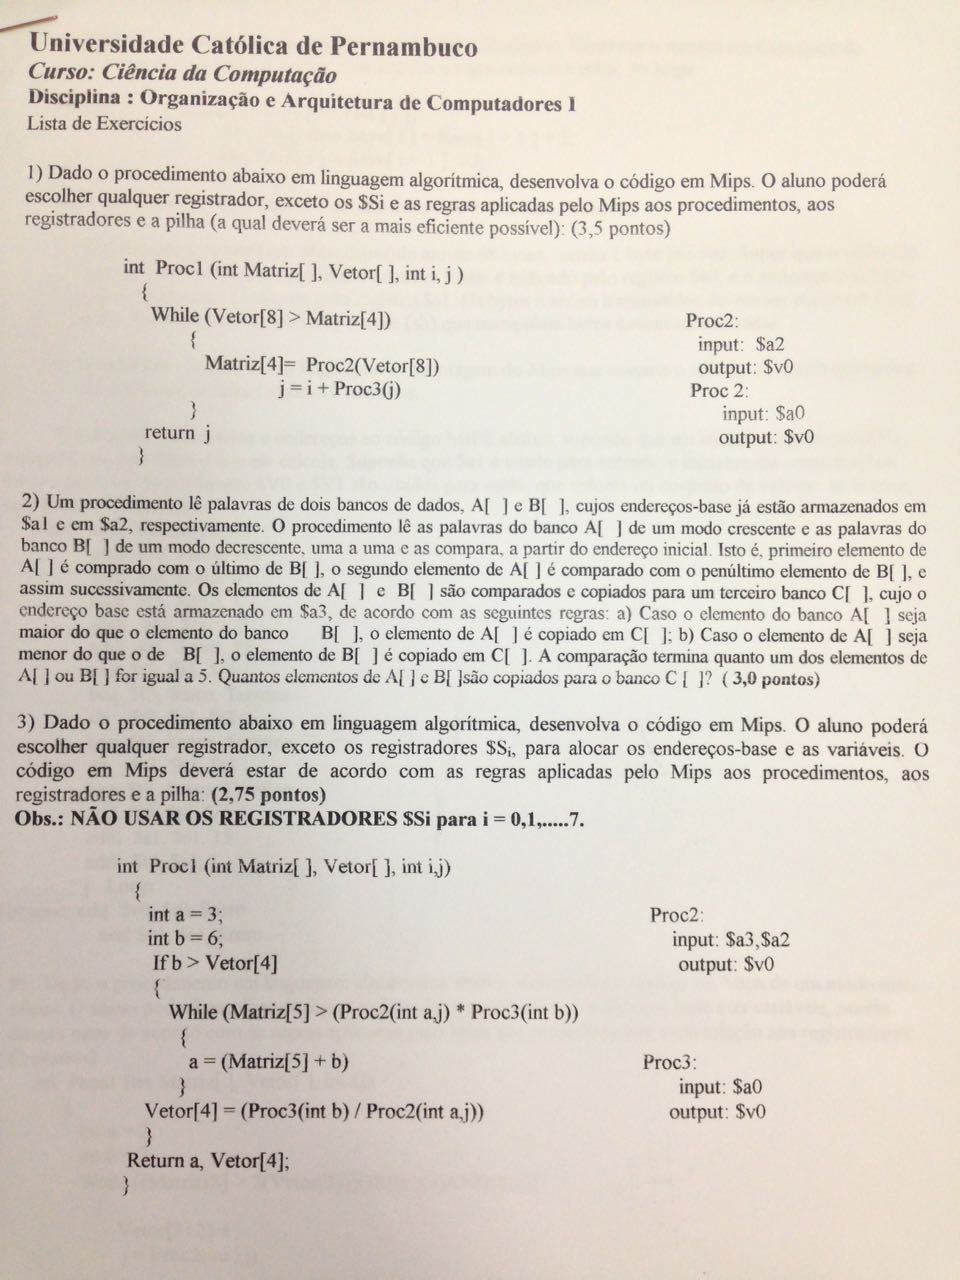 Universidade Católica de Pernambuco
Curso: Ciência da Computação
Disciplina : Organização e Arquitetura de Computadores I
Lista de Exercícios
1) Dado o procedimento abaixo em linguagem algorítmica, desenvolva o código em Mips. O aluno poderá
escolher qualquer registrador, exceto os $Si e as regras aplicadas pelo Mips aos procedimentos, aos
registradores e a pilha (a qual deverá ser a mais eficiente possível): (3,5 pontos)
int Proc1 (int Matriz[ ], Vetor[ ], int i, j )
{
While (Vetor[8] > Matriz[4])
{
Matriz[4]= Proc2(Vetor[8])
j = i + Proc3(j)
}
return j
}
Proc2:
input: $a2
output: $v0
Proc 2:
input: $a0
output: $v0
2) Um procedimento lê palavras de dois bancos de dados, A[ ] e B[ ], cujos endereços-base já estão armazenados em
$a1 e em $a2, respectivamente. O procedimento lê as palavras do banco A[ ] de um modo crescente e as palavras do
banco B[ ] de um modo decrescente, uma a uma e as compara, a partir do endereço inicial. Isto é, primeiro elemento de
A[ ] é comprado com o último de B[ ], o segundo elemento de A[ ] é comparado com o penúltimo elemento de B[ ], e
assim sucessivamente. Os elementos de A[ ] e B[ ] são comparados e copiados para um terceiro banco C[ ], cujo o
endereço base está armazenado em $a3, de acordo com as seguintes regras: a) Caso o elemento do banco A[ ] seja
maior do que o elemento do banco B[ ], o elemento de A[ ] é copiado em C[ ]; b) Caso o elemento de A[ ] seja
menor do que o de B[ ], o elemento de B[ ] é copiado em C[ ]. A comparação termina quanto um dos elementos de
A[ ] ou B[ ] for igual a 5. Quantos elementos de A[ ] e B[ ]são copiados para o banco C [ ]? ( 3,0 pontos)
3) Dado o procedimento abaixo em linguagem algorítmica, desenvolva o código em Mips. O aluno poderá
escolher qualquer registrador, exceto os registradores $Si, para alocar os endereços-base e as variáveis. O
código em Mips deverá estar de acordo com as regras aplicadas pelo Mips aos procedimentos, aos
registradores e a pilha: (2,75 pontos)
Obs.: NÃO USAR OS REGISTRADORES $Si para i = 0,1,.....7.
int Proc1 (int Matriz[ ], Vetor[ ], int i,j)
{
int a = 3;
int b = 6;
If b > Vetor[4]
{
While (Matriz[5] > (Proc2(int a,j) * Proc3(int b))
{
a = (Matriz[5] + b)
}
Vetor[4] = (Proc3(int b) / Proc2(int a,j))
}
Return a, Vetor[4];
}
Proc2:
input: $a3,$a2
output: $v0
Proc3:
input: $a0
output: $v0